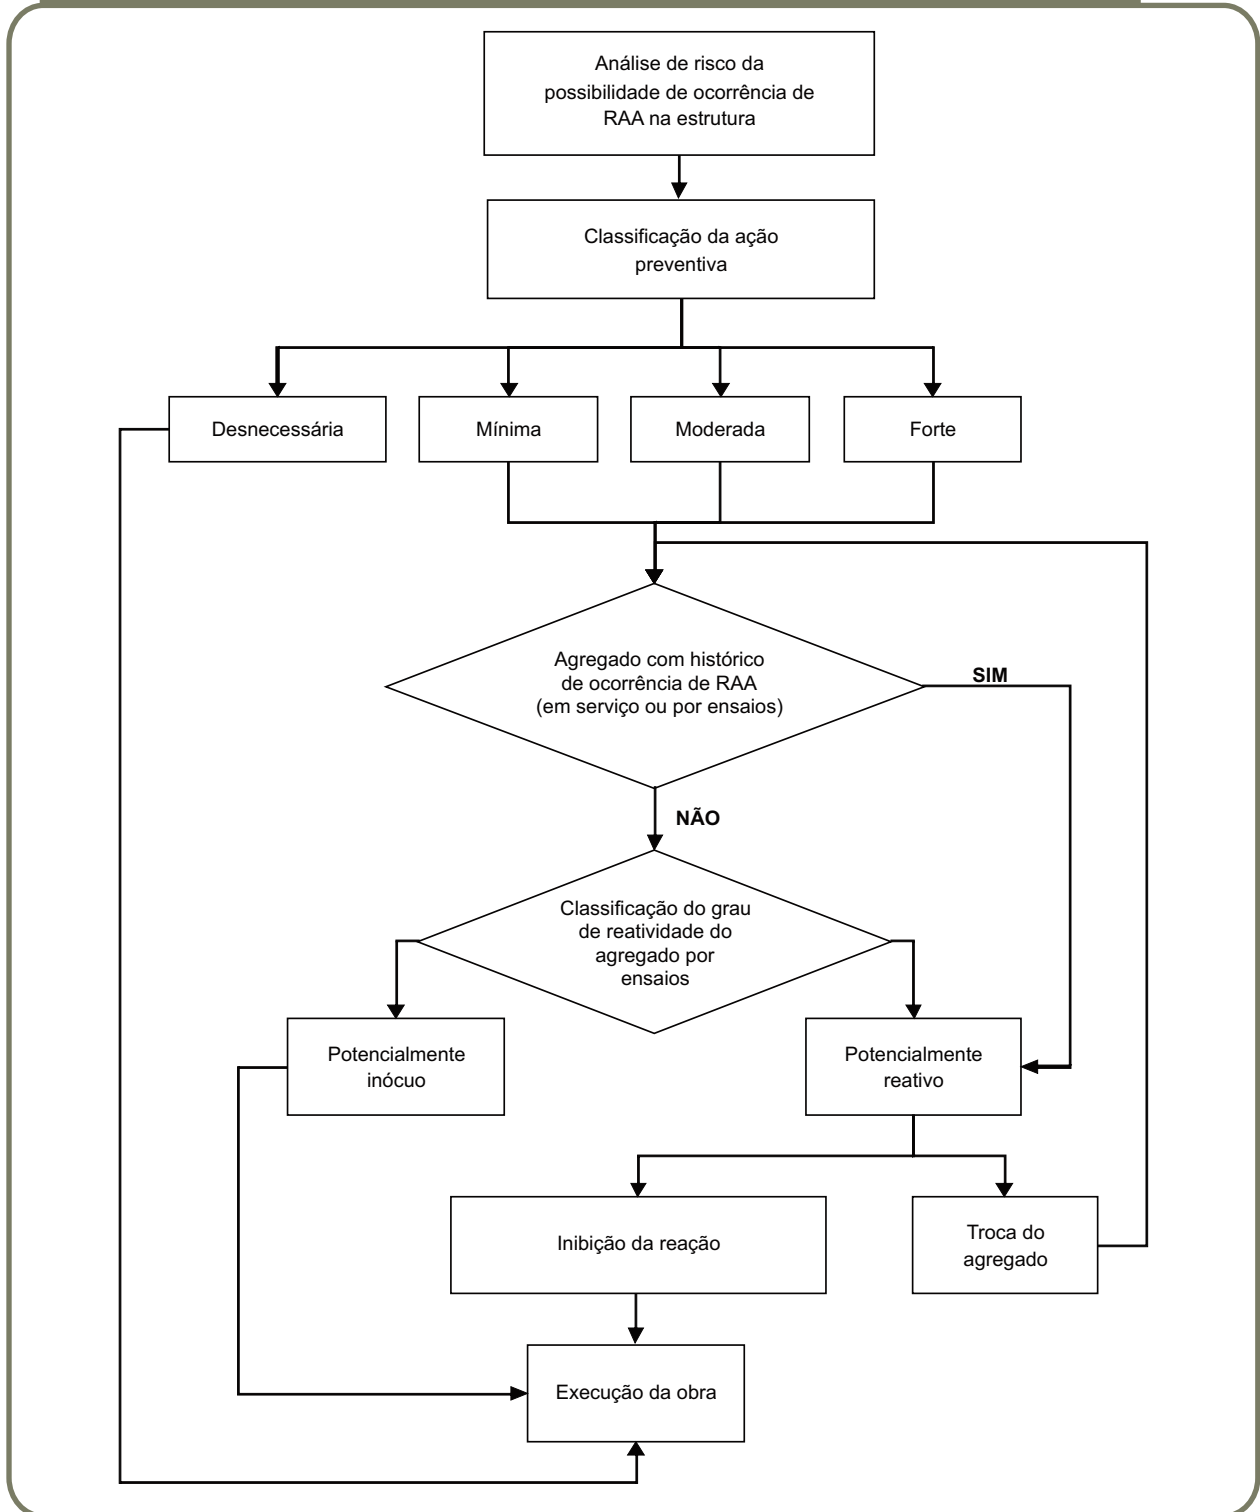 Análise de risco da
possibilidade de ocorrência de
RAA na estrutura
Classificação da ação
preventiva
Desnecessária
Mínima
Moderada
Forte
Agregado com histórico
de ocorrência de RAA
(em serviço ou por ensaios)
SIM
NÃO
Classificação do grau
de reatividade do
agregado por
ensaios
Potencialmente
inócuo
Potencialmente
reativo
Inibição da reação
Troca do
agregado
Execução da obra